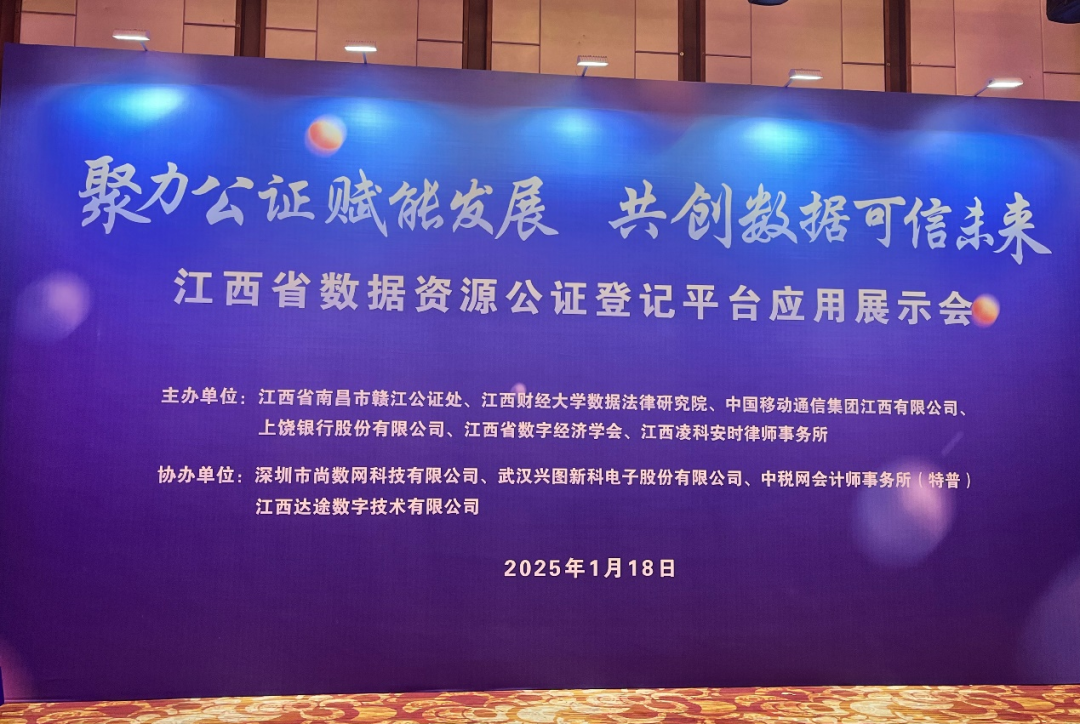 聚力公证赋能发展 共创数据可信未来
江西省数据资源公证登记平台应用展示会
主办单位：江西省南昌市赣江公证处、江西财经大学数据法律研究院、中国移动通信集团江西有限公司、
上饶银行股份有限公司、江西省数字经济学会、江西凌科安时律师事务所
协办单位：深圳市尚数网科技有限公司、武汉兴图新科电子股份有限公司、中税网会计师事务所（特普）
江西达途数字技术有限公司
2025年1月18日